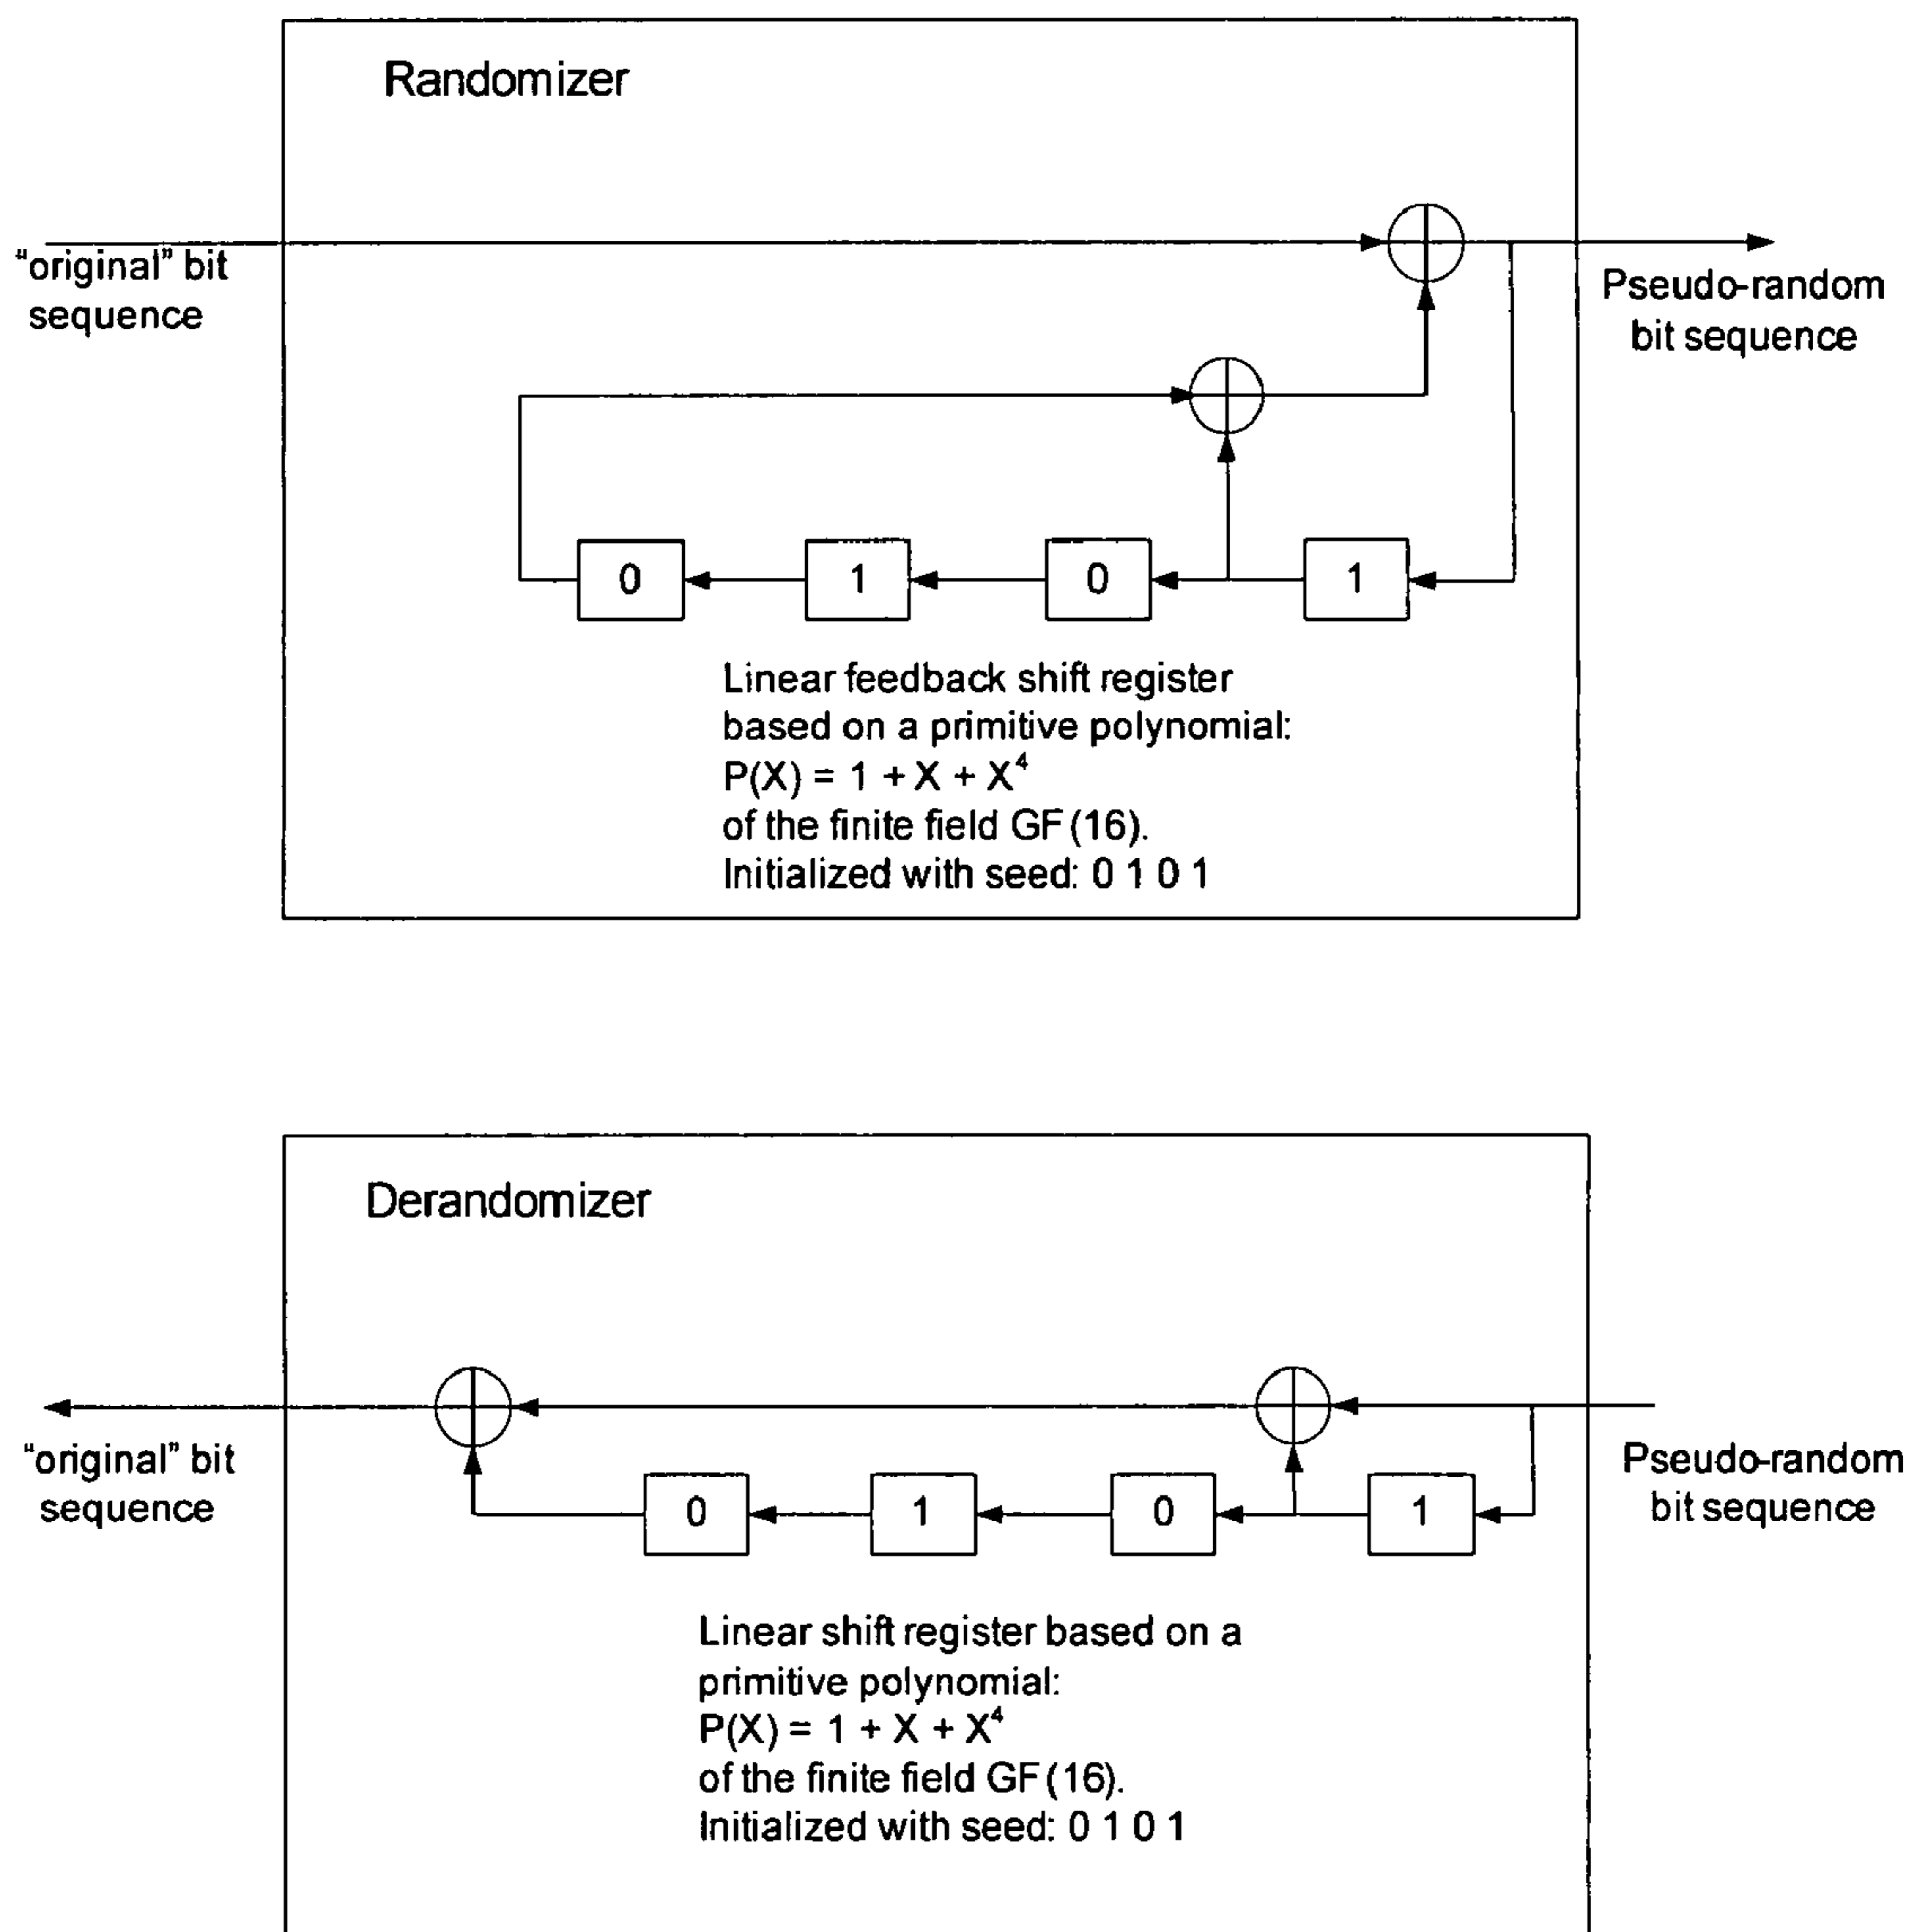 Randomizer
"original" bit
sequence
Pseudo-random
bit sequence
0 1 0 1
Linear feedback shift register
based on a primitive polynomial:
P(X) = 1 + X + X⁴
of the finite field GF(16).
Initialized with seed: 0 1 0 1
Derandomizer
"original" bit
sequence
Pseudo-random
bit sequence
0 1 0 1
Linear shift register based on a
primitive polynomial:
P(X) = 1 + X + X⁴
of the finite field GF(16).
Initialized with seed: 0 1 0 1